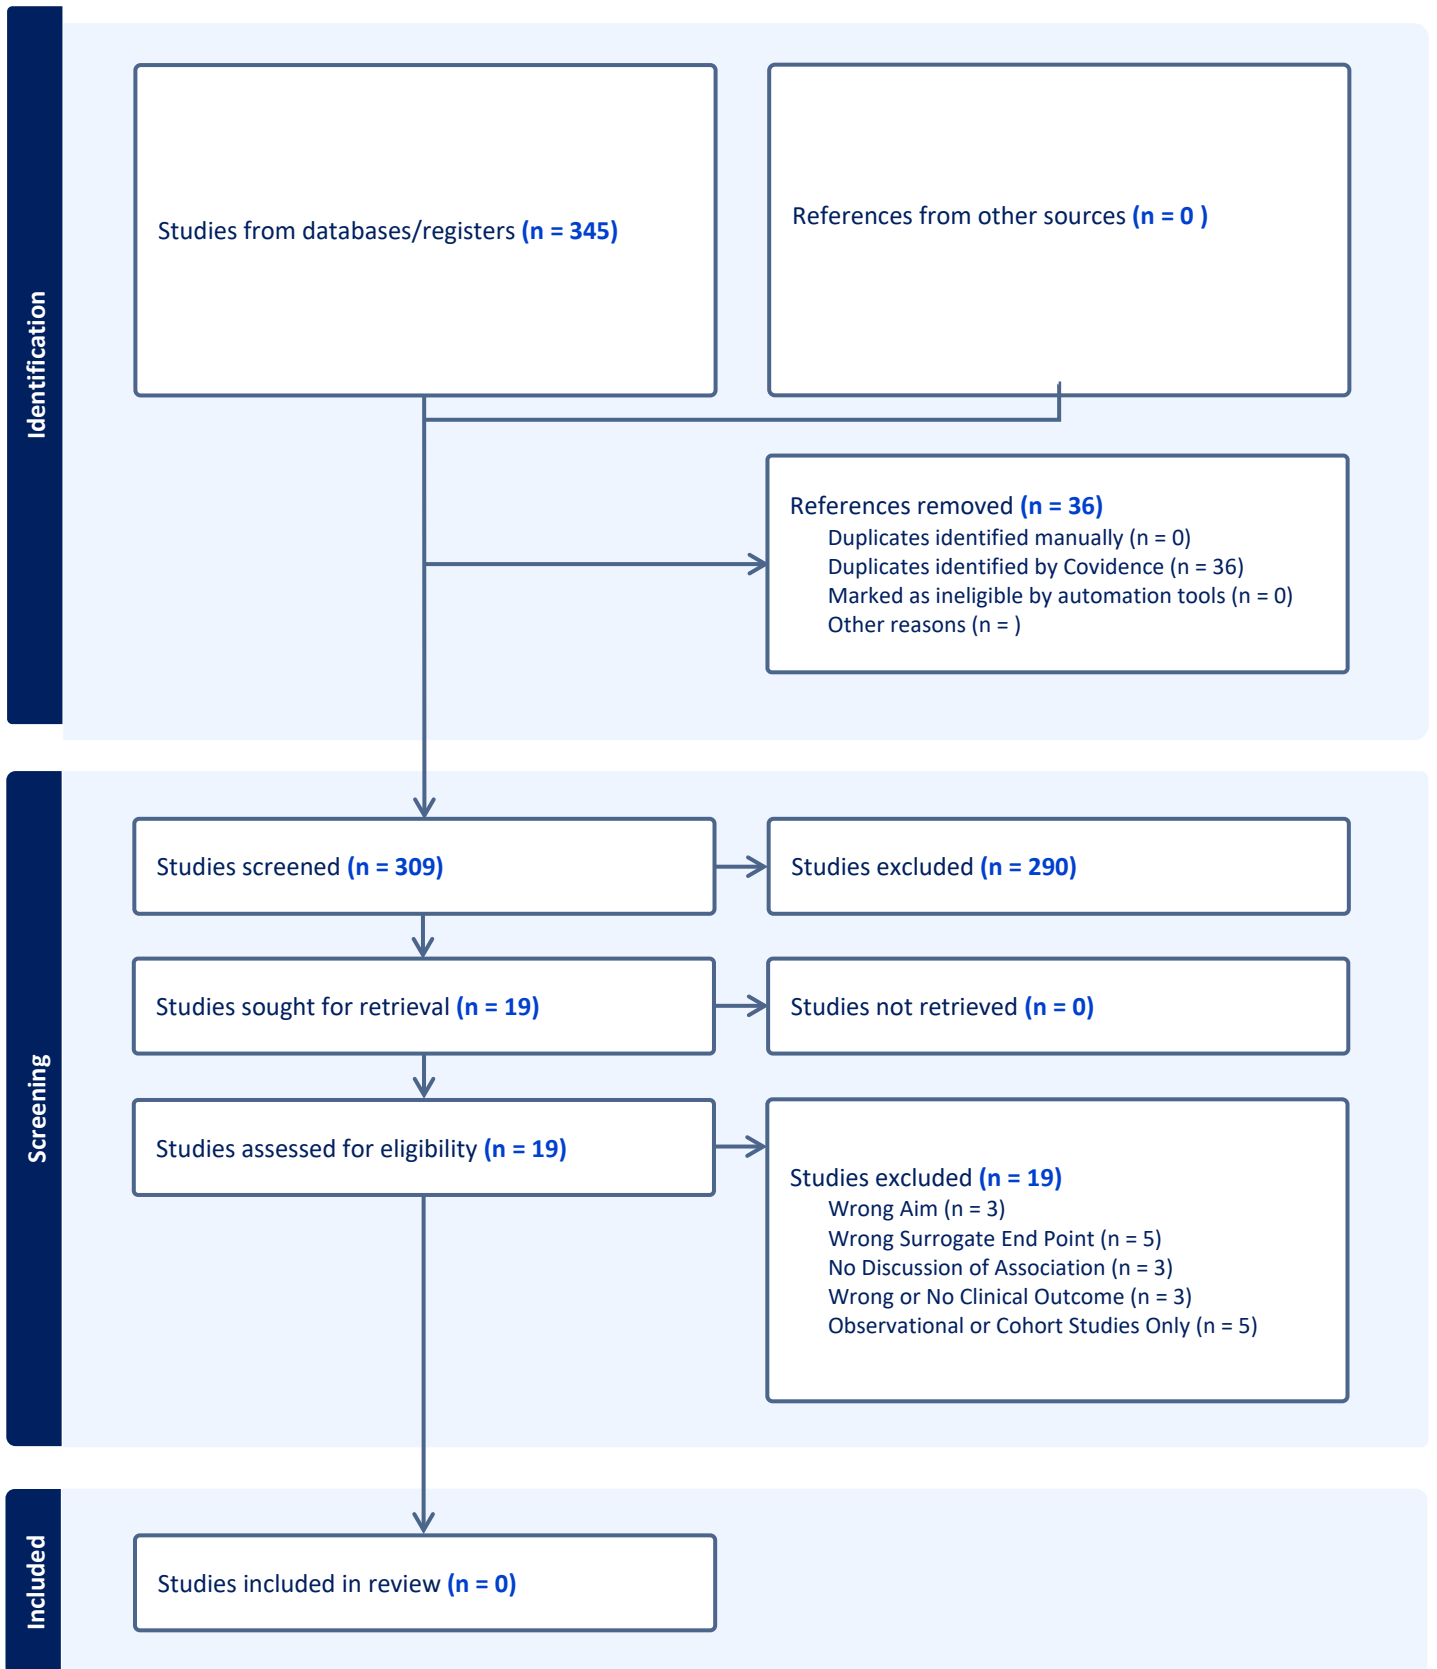 Identification
Studies from databases/registers (n = 345)
References from other sources (n = 0 )
References removed (n = 36)
Duplicates identified manually (n = 0)
Duplicates identified by Covidence (n = 36)
Marked as ineligible by automation tools (n = 0)
Other reasons (n = )
Screening
Studies screened (n = 309)
Studies excluded (n = 290)
Studies sought for retrieval (n = 19)
Studies not retrieved (n = 0)
Studies assessed for eligibility (n = 19)
Studies excluded (n = 19)
Wrong Aim (n = 3)
Wrong Surrogate End Point (n = 5)
No Discussion of Association (n = 3)
Wrong or No Clinical Outcome (n = 3)
Observational or Cohort Studies Only (n = 5)
Included
Studies included in review (n = 0)